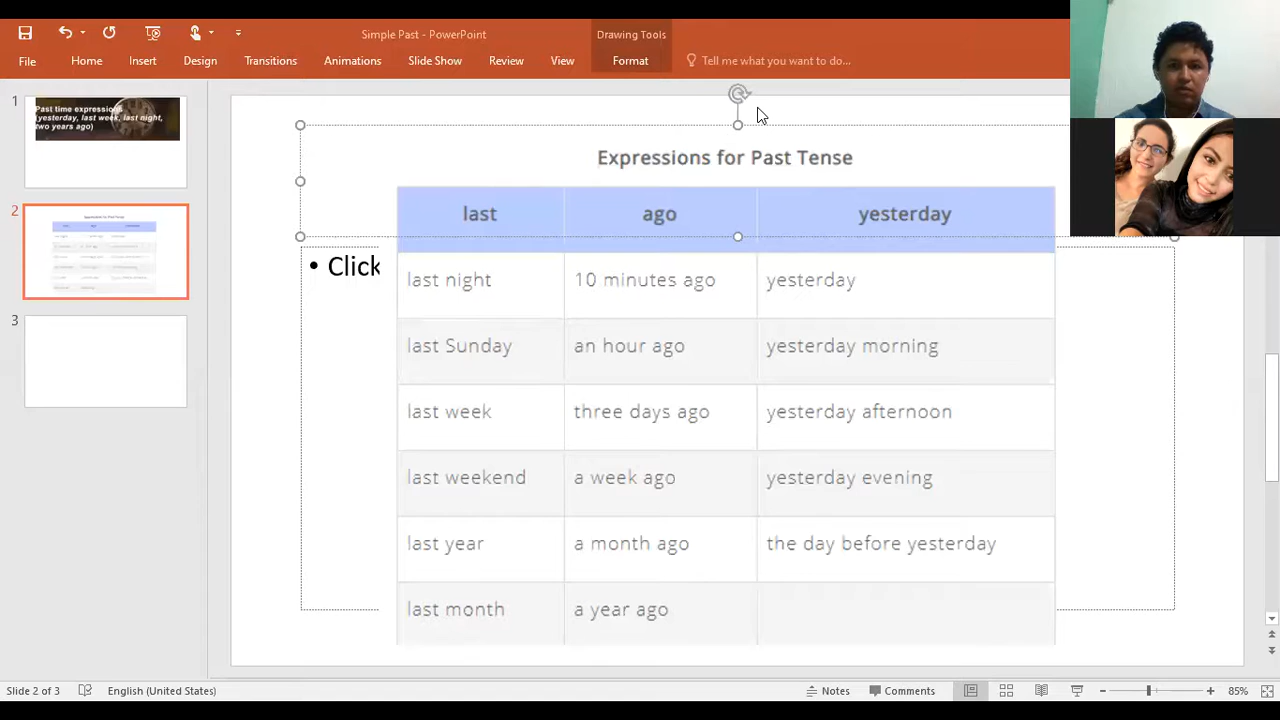 Simple Past - PowerPoint
Drawing Tools
File
Home
Insert
Design
Transitions
Animations
Slide Show
Review
View
Format
Tell me what you want to do...
1
Past time expressions
(yesterday, last week, last night,
two years ago)
2
3
Expressions for Past Tense
last ago yesterday
• Click
last night 10 minutes ago yesterday
last Sunday an hour ago yesterday morning
last week three days ago yesterday afternoon
last weekend a week ago yesterday evening
last year a month ago the day before yesterday
last month a year ago
Slide 2 of 3
English (United States)
Notes
Comments
85%